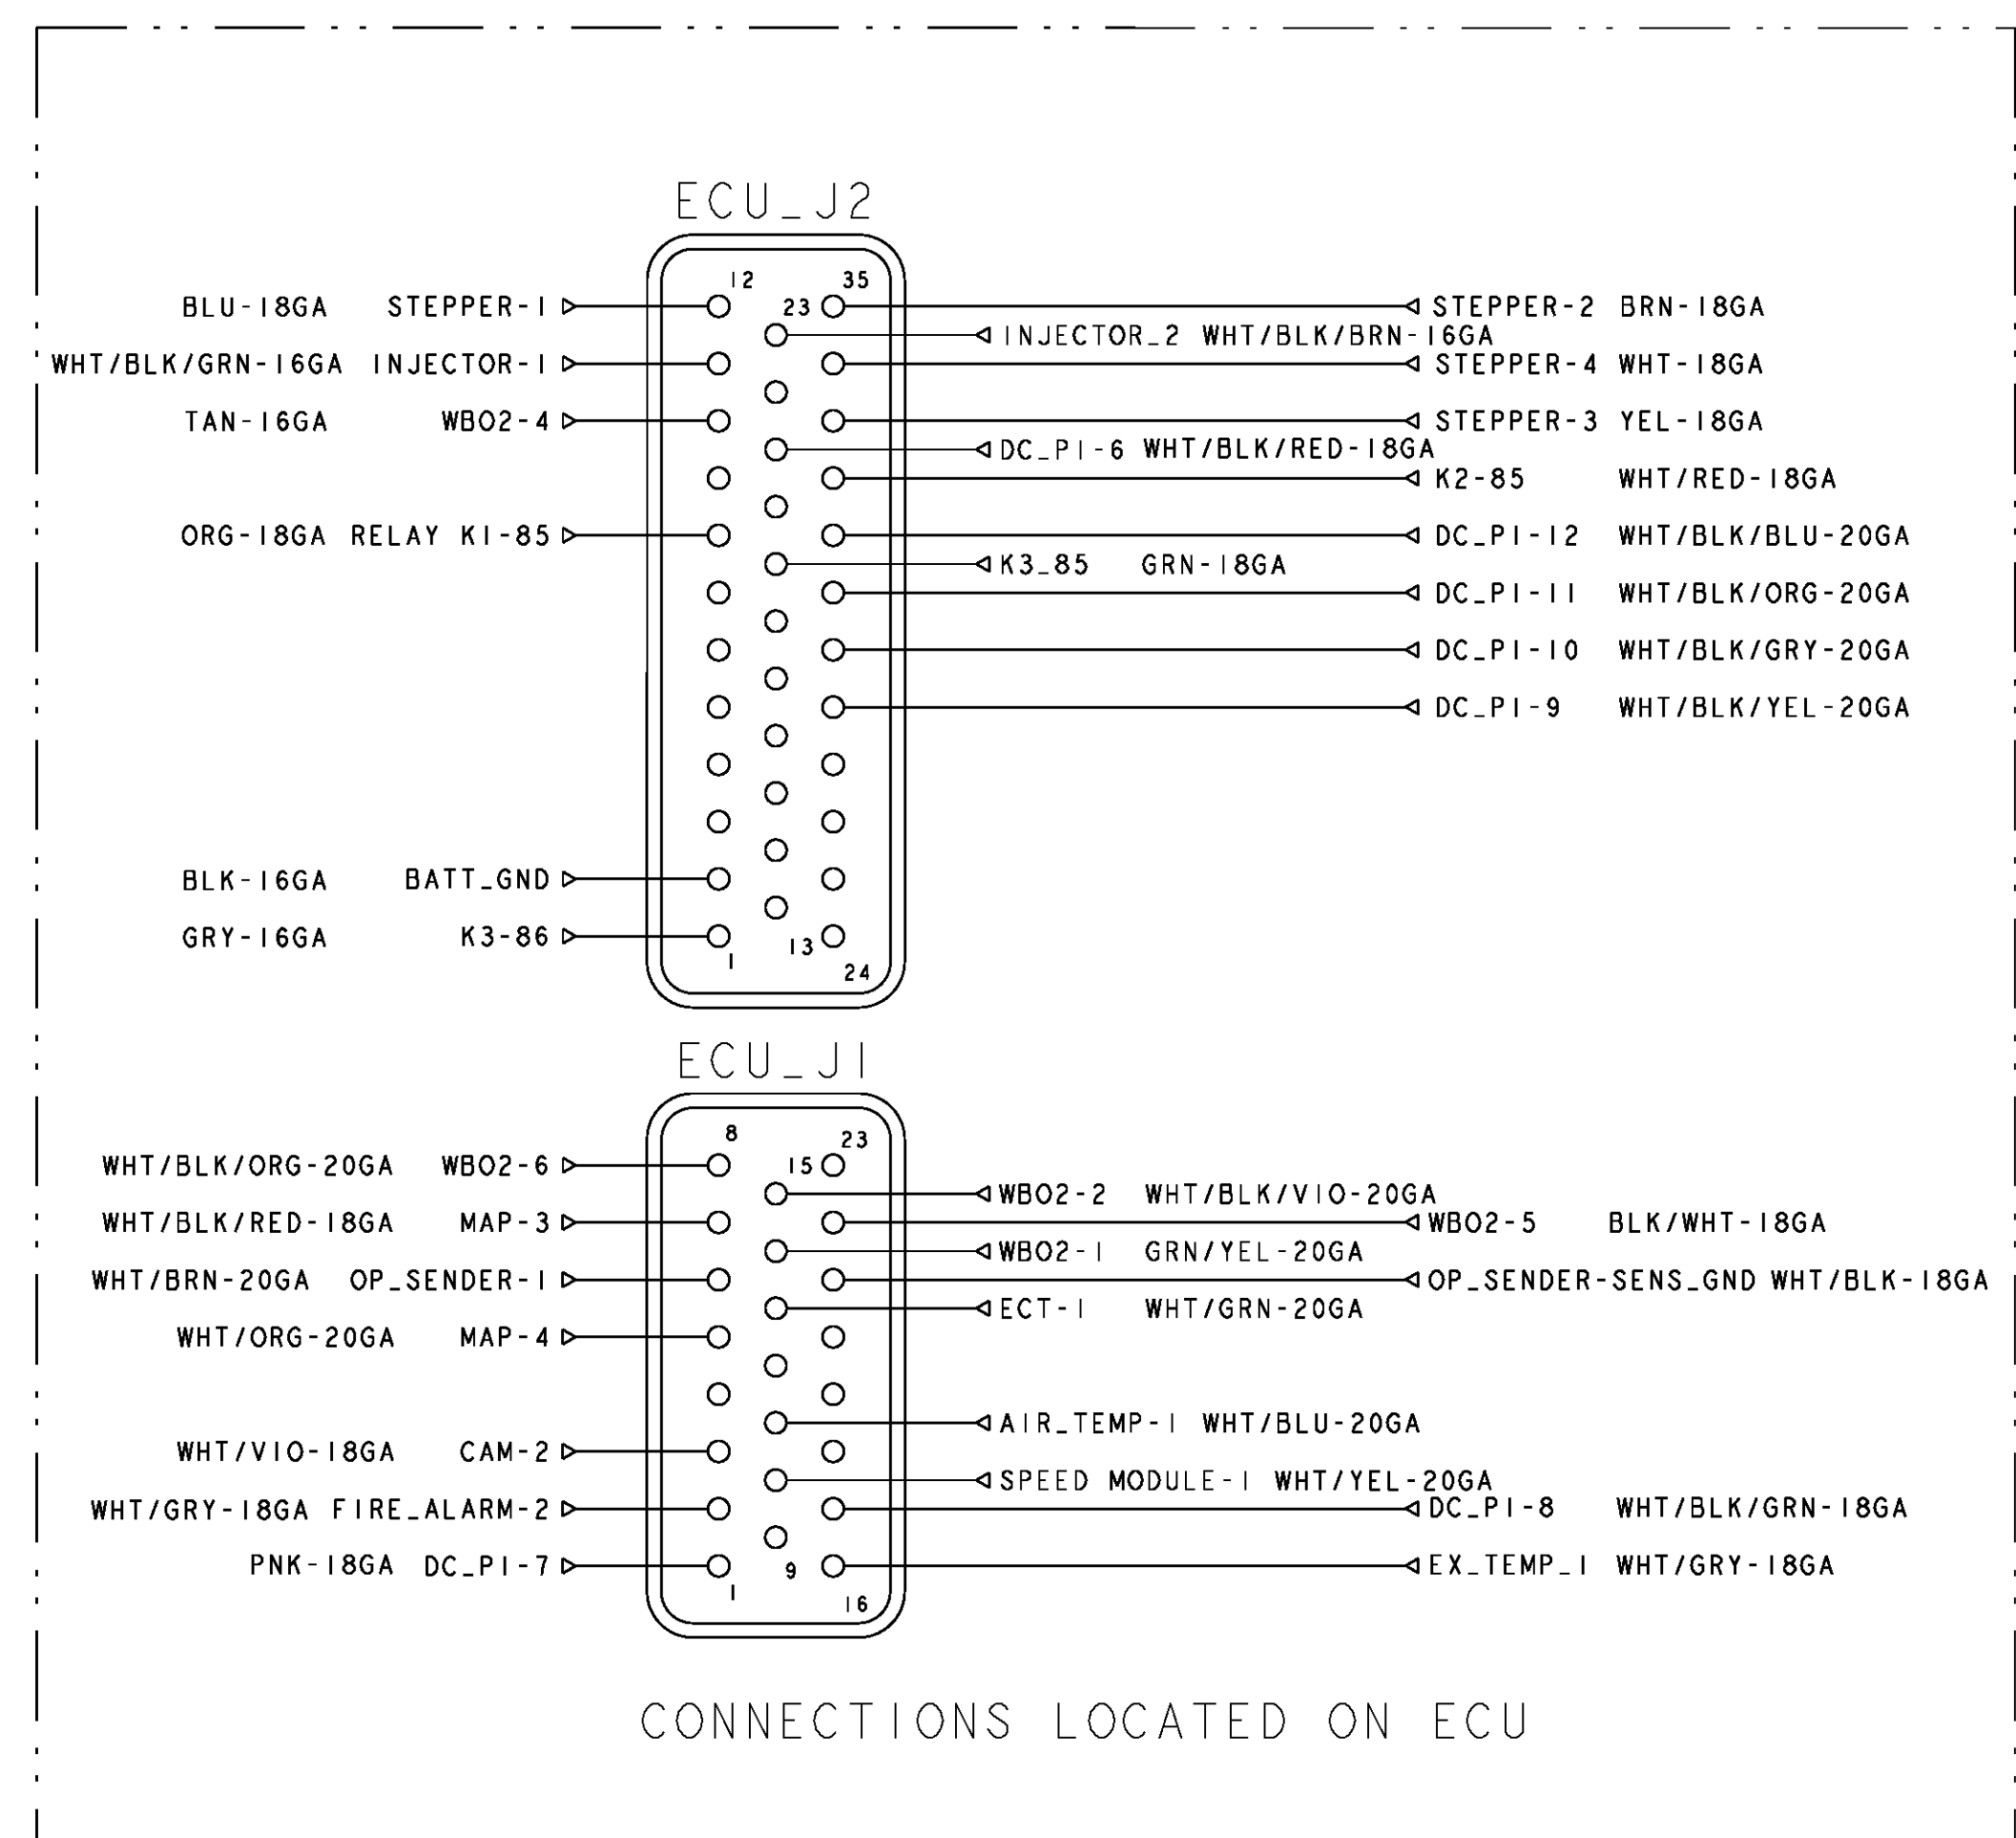 ECU_J2
12 35
BLU-18GA STEPPER-1 23 STEPPER-2 BRN-18GA
INJECTOR_2 WHT/BLK/BRN-16GA
WHT/BLK/GRN-16GA INJECTOR-1 STEPPER-4 WHT-18GA
TAN-16GA WBO2-4 STEPPER-3 YEL-18GA
DC_P1-6 WHT/BLK/RED-18GA
K2-85 WHT/RED-18GA
ORG-18GA RELAY K1-85 DC_P1-12 WHT/BLK/BLU-20GA
K3_85 GRN-18GA
DC_P1-11 WHT/BLK/ORG-20GA
DC_P1-10 WHT/BLK/GRY-20GA
DC_P1-9 WHT/BLK/YEL-20GA
BLK-16GA BATT_GND
GRY-16GA K3-86 13
1 24
ECU_J1
8 23
WHT/BLK/ORG-20GA WBO2-6 15
WBO2-2 WHT/BLK/VIO-20GA
WHT/BLK/RED-18GA MAP-3 WBO2-5 BLK/WHT-18GA
WBO2-1 GRN/YEL-20GA
WHT/BRN-20GA OP_SENDER-1 OP_SENDER-SENS_GND WHT/BLK-18GA
ECT-1 WHT/GRN-20GA
WHT/ORG-20GA MAP-4
AIR_TEMP-1 WHT/BLU-20GA
WHT/VIO-18GA CAM-2
SPEED MODULE-1 WHT/YEL-20GA
WHT/GRY-18GA FIRE_ALARM-2 DC_P1-8 WHT/BLK/GRN-18GA
PNK-18GA DC_P1-7 9 EX_TEMP_1 WHT/GRY-18GA
1 16
CONNECTIONS LOCATED ON ECU